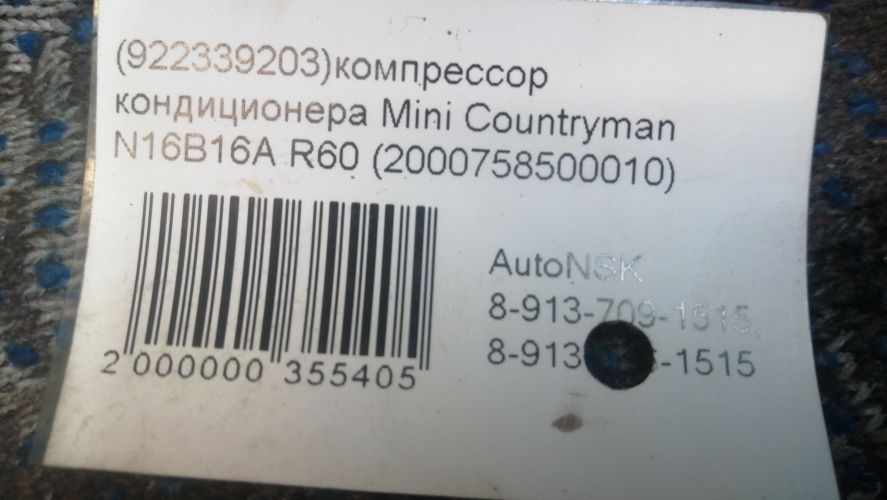 (922339203)компрессор
кондиционера Mini Countryman
N16B16A R60 (2000758500010)
AutoNSK
8-913-709-1515
2 000000 355405